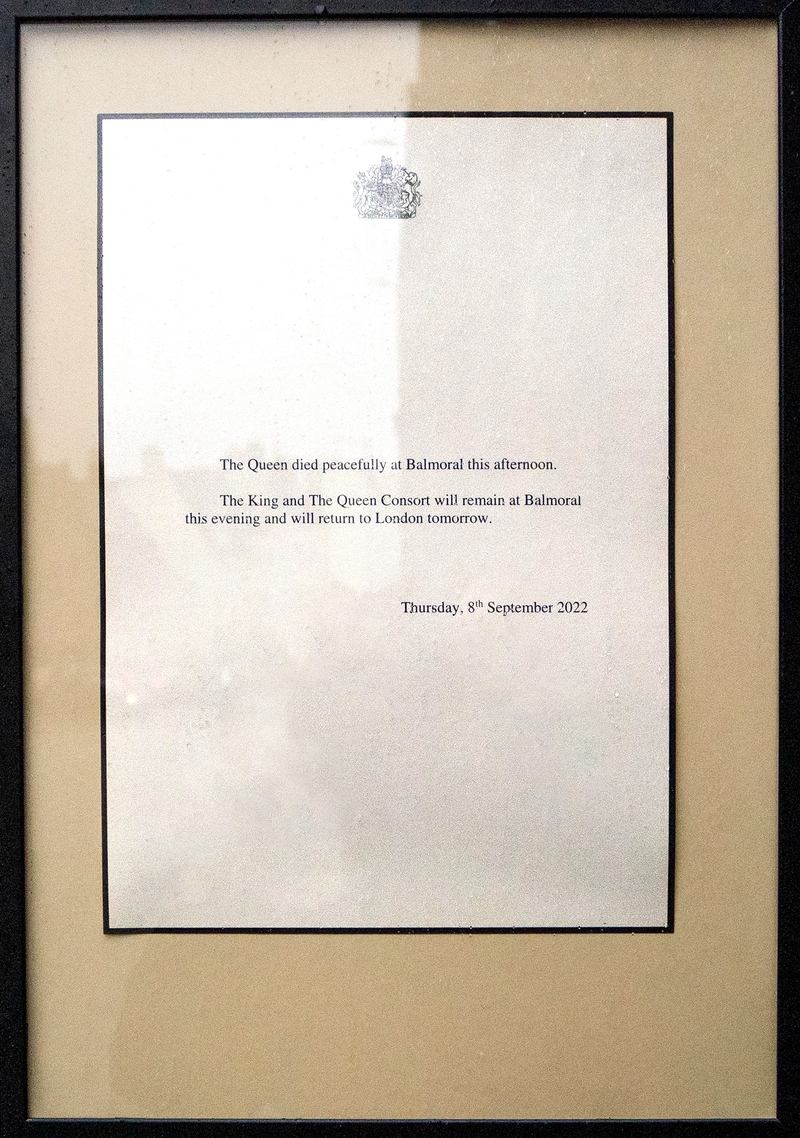 The Queen died peacefully at Balmoral this afternoon.
The King and The Queen Consort will remain at Balmoral
this evening and will return to London tomorrow.
Thursday, 8th September 2022